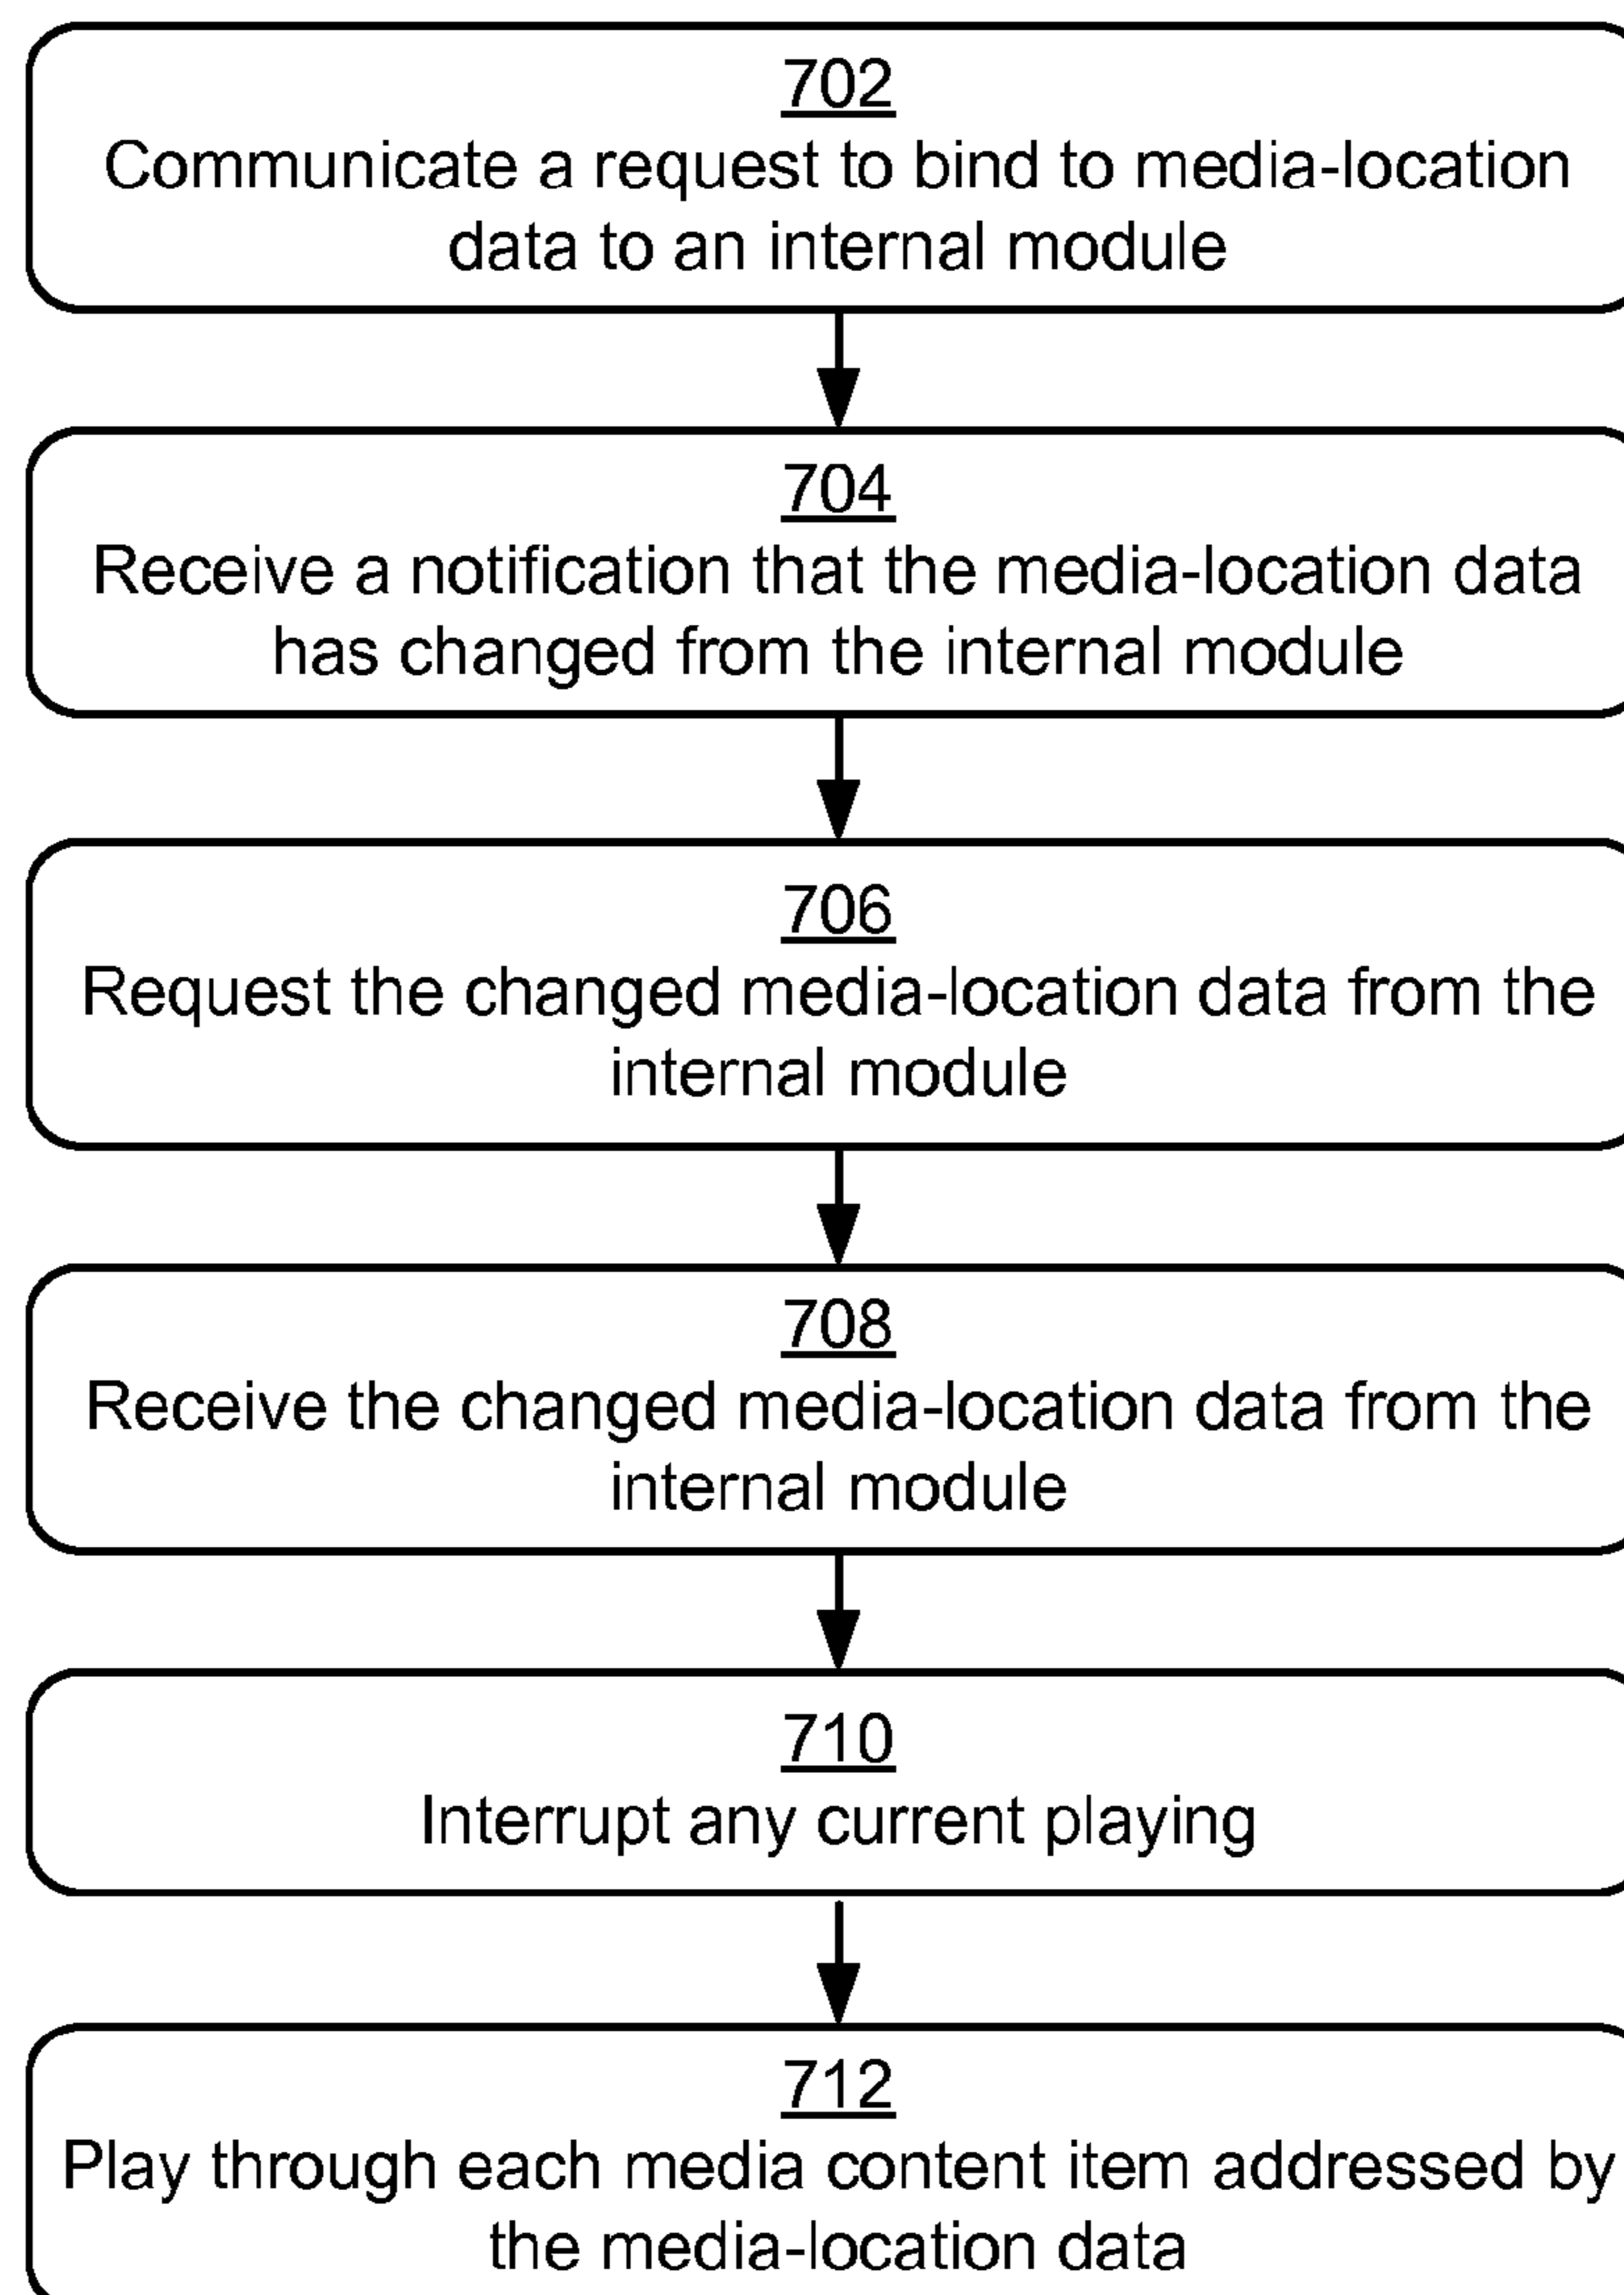 702
Communicate a request to bind to media-location
data to an internal module
704
Receive a notification that the media-location data
has changed from the internal module
706
Request the changed media-location data from the
internal module
708
Receive the changed media-location data from the
internal module
710
Interrupt any current playing
712
Play through each media content item addressed by
the media-location data